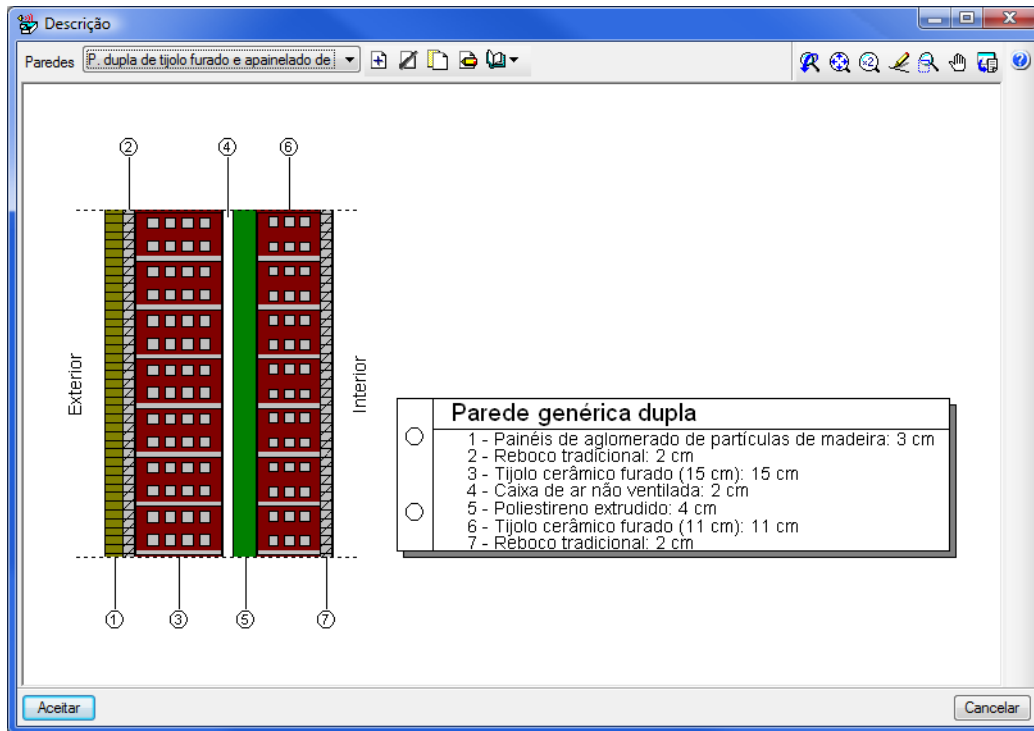 Descrição
Paredes P. dupla de tijolo furado e apainelado de
x2
2 4 6
Exterior
Interior
Parede genérica dupla
1 - Painéis de aglomerado de partículas de madeira: 3 cm
2 - Reboco tradicional: 2 cm
3 - Tijolo cerâmico furado (15 cm): 15 cm
4 - Caixa de ar não ventilada: 2 cm
5 - Poliestireno extrudido: 4 cm
6 - Tijolo cerâmico furado (11 cm): 11 cm
7 - Reboco tradicional: 2 cm
1 3 5 7
Aceitar Cancelar